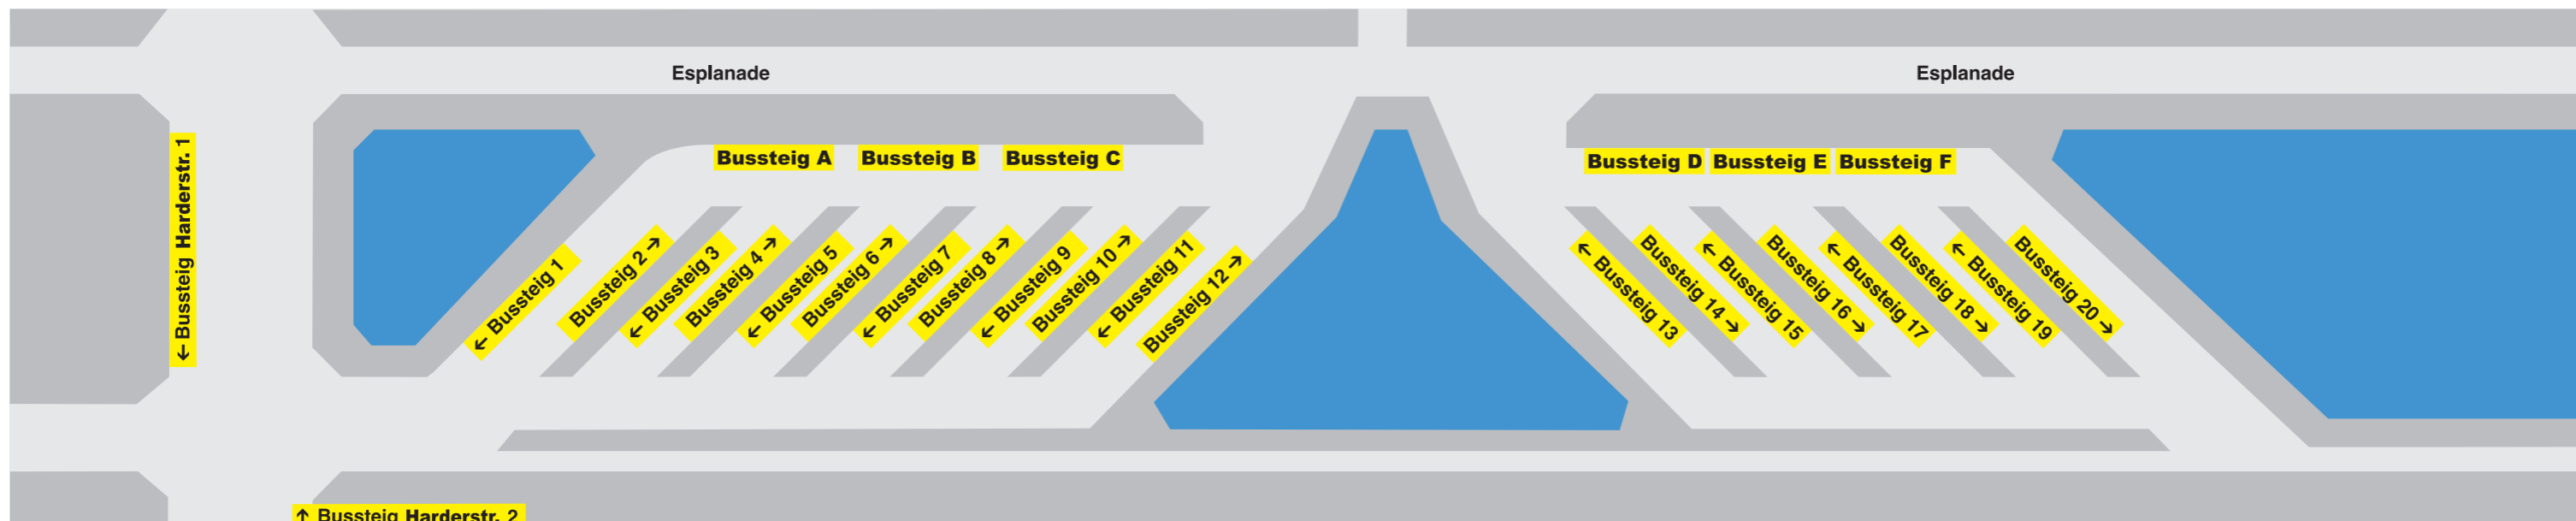 Esplanade
Esplanade
← Bussteig Harderstr. 1
Bussteig A
Bussteig B
Bussteig C
Bussteig D
Bussteig E
Bussteig F
← Bussteig 1
Bussteig 2 →
← Bussteig 3
Bussteig 4 →
← Bussteig 5
Bussteig 6 →
← Bussteig 7
Bussteig 8 →
← Bussteig 9
Bussteig 10 →
← Bussteig 11
Bussteig 12 →
← Bussteig 13
Bussteig 14 →
← Bussteig 15
Bussteig 16 →
← Bussteig 17
Bussteig 18 →
← Bussteig 19
Bussteig 20 →
↑ Bussteig Harderstr. 2